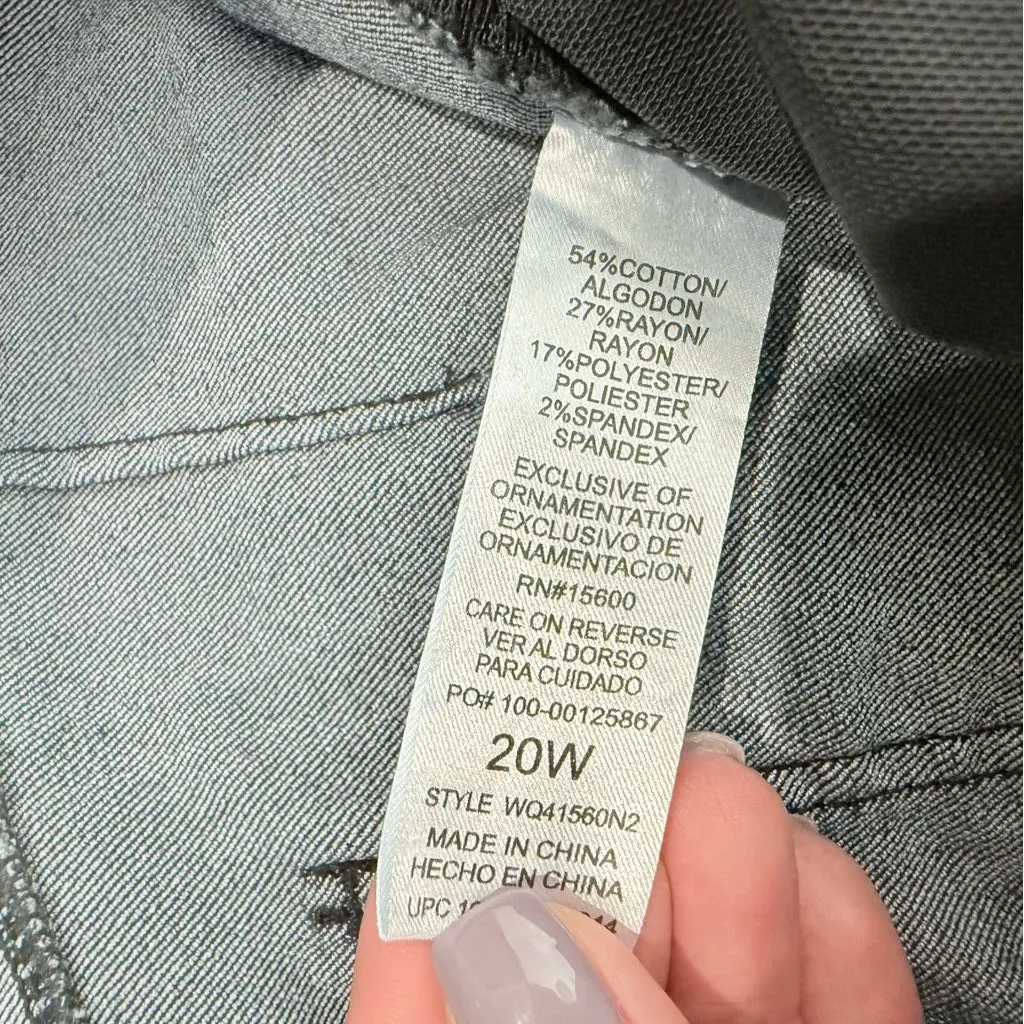 54%COTTON/
ALGODON
27%RAYON/
RAYON
17%POLYESTER/
POLIESTER
2%SPANDEX/
SPANDEX
EXCLUSIVE OF
ORNAMENTATION
EXCLUSIVO DE
ORNAMENTACION
RN#15600
CARE ON REVERSE
VER AL DORSO
PARA CUIDADO
PO# 100-00125867
20W
STYLE WQ41560N2
MADE IN CHINA
HECHO EN CHINA
UPC